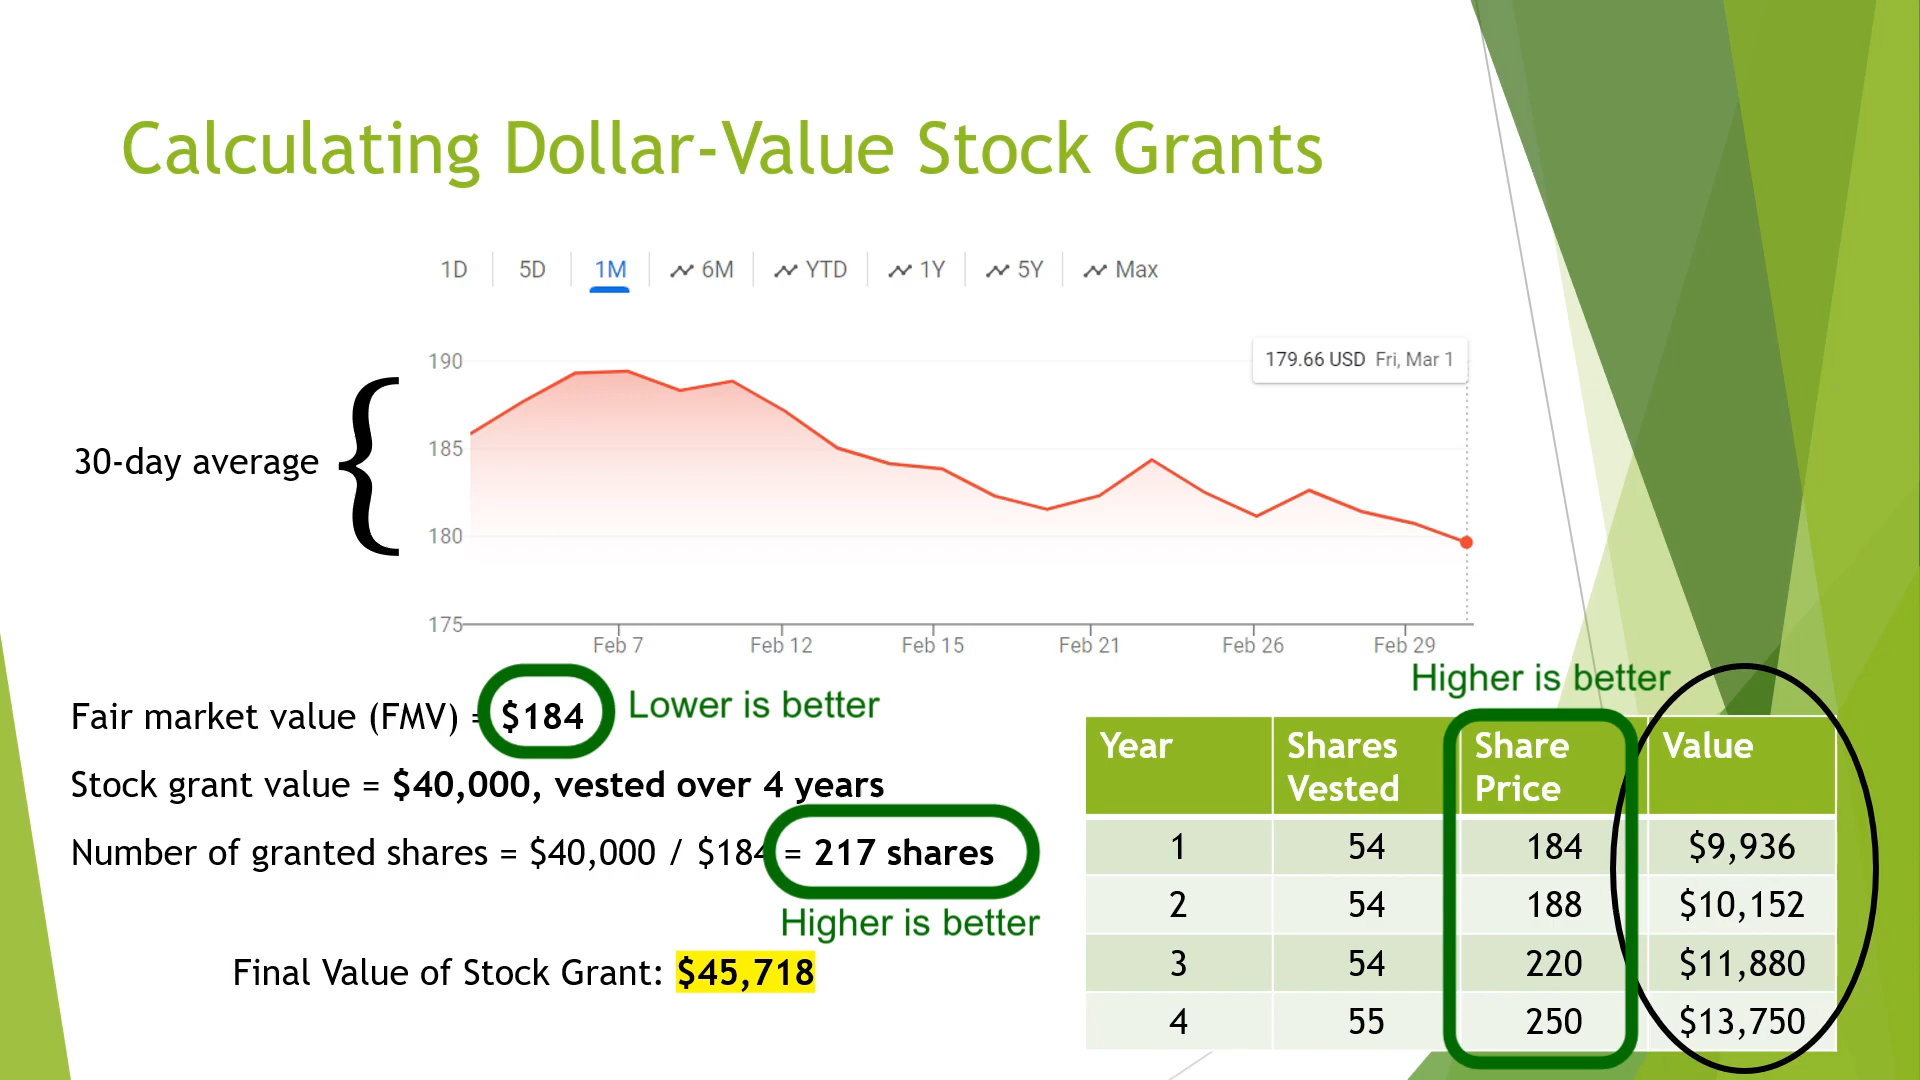 Calculating Dollar-Value Stock Grants
1D 5D 1M 6M YTD 1Y 5Y Max
190
185
180
175
179.66 USD Fri, Mar 1
30-day average
Feb 7 Feb 12 Feb 15 Feb 21 Feb 26 Feb 29
Fair market value (FMV) = $184
Lower is better
Stock grant value = $40,000, vested over 4 years
Number of granted shares = $40,000 / $184 = 217 shares
Higher is better
Final Value of Stock Grant: $45,718
Higher is better
Year Shares Vested Share Price Value
1 54 184 $9,936
2 54 188 $10,152
3 54 220 $11,880
4 55 250 $13,750